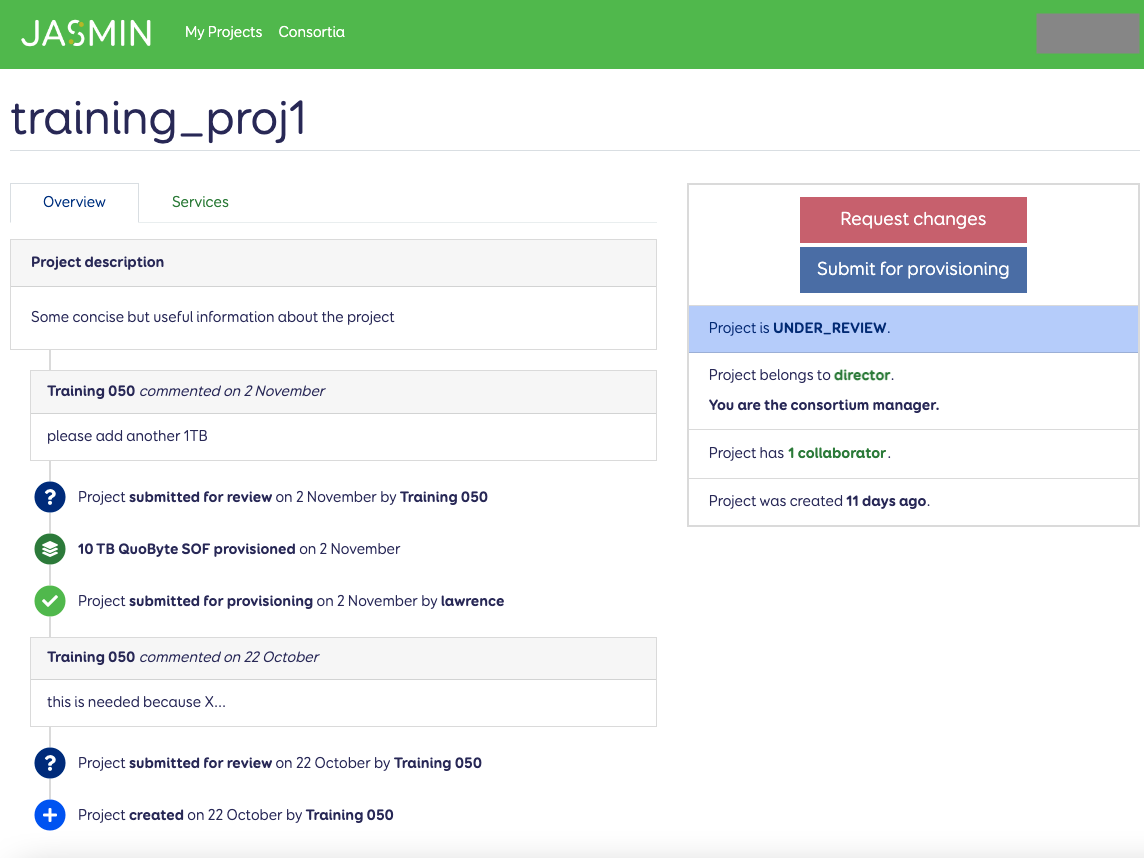 JASMIN
My Projects Consortia
training_proj1
Overview Services
Project description
Some concise but useful information about the project
Training 050 commented on 2 November
please add another 1TB
? Project submitted for review on 2 November by Training 050
10 TB QuoByte SOF provisioned on 2 November
Project submitted for provisioning on 2 November by lawrence
Training 050 commented on 22 October
this is needed because X...
? Project submitted for review on 22 October by Training 050
Project created on 22 October by Training 050
Request changes
Submit for provisioning
Project is UNDER_REVIEW.
Project belongs to director.
You are the consortium manager.
Project has 1 collaborator.
Project was created 11 days ago.